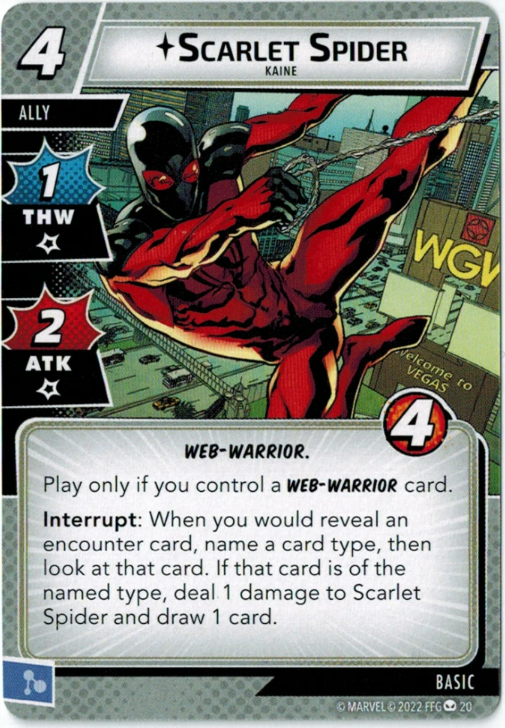 4
SCARLET SPIDER
KAINE
ALLY
1
THW
2
ATK
WGW
Welcome to
VEGAS
4
WEB-WARRIOR.
Play only if you control a WEB-WARRIOR card.
Interrupt: When you would reveal an
encounter card, name a card type, then
look at that card. If that card is of the
named type, deal 1 damage to Scarlet
Spider and draw 1 card.
BASIC
© MARVEL © 2022 FFG 20